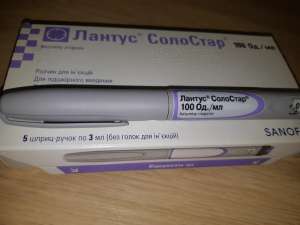 Лантус® СолоСтар®
100 Од./мл
Розчин для ін'єкцій
Для підшкірного введення
Лантус® СолоСтар®
100 Од./мл
5 шприц-ручок по 3 мл (без голок для ін'єкцій)
SANOF